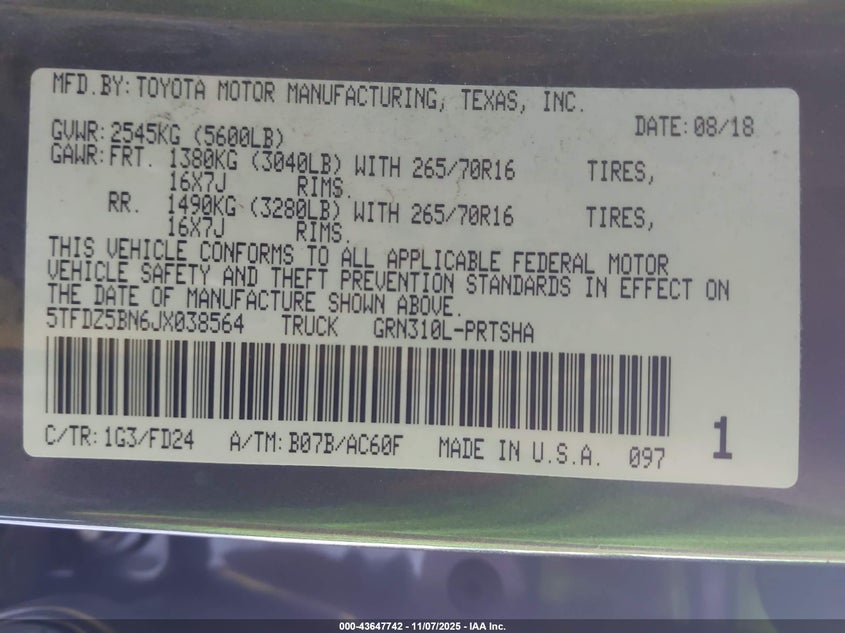 MFD.BY: TOYOTA MOTOR MANUFACTURING, TEXAS, INC.
DATE: 08/18
GVWR: 2545KG (5600LB)
GAWR: FRT. 1380KG (3040LB) WITH 265/70R16 TIRES,
16X7J RIMS.
RR. 1490KG (3280LB) WITH 265/70R16 TIRES,
16X7J RIMS.
THIS VEHICLE CONFORMS TO ALL APPLICABLE FEDERAL MOTOR
VEHICLE SAFETY AND THEFT PREVENTION STANDARDS IN EFFECT ON
THE DATE OF MANUFACTURE SHOWN ABOVE.
5TFDZ5BN6JX038564 TRUCK GRN310L-PRTSHA
C/TR: 1G3/FD24 A/TM: B07B/AC60F MADE IN U.S.A. 097 1
000-43647742 - 11/07/2025 - IAA Inc.